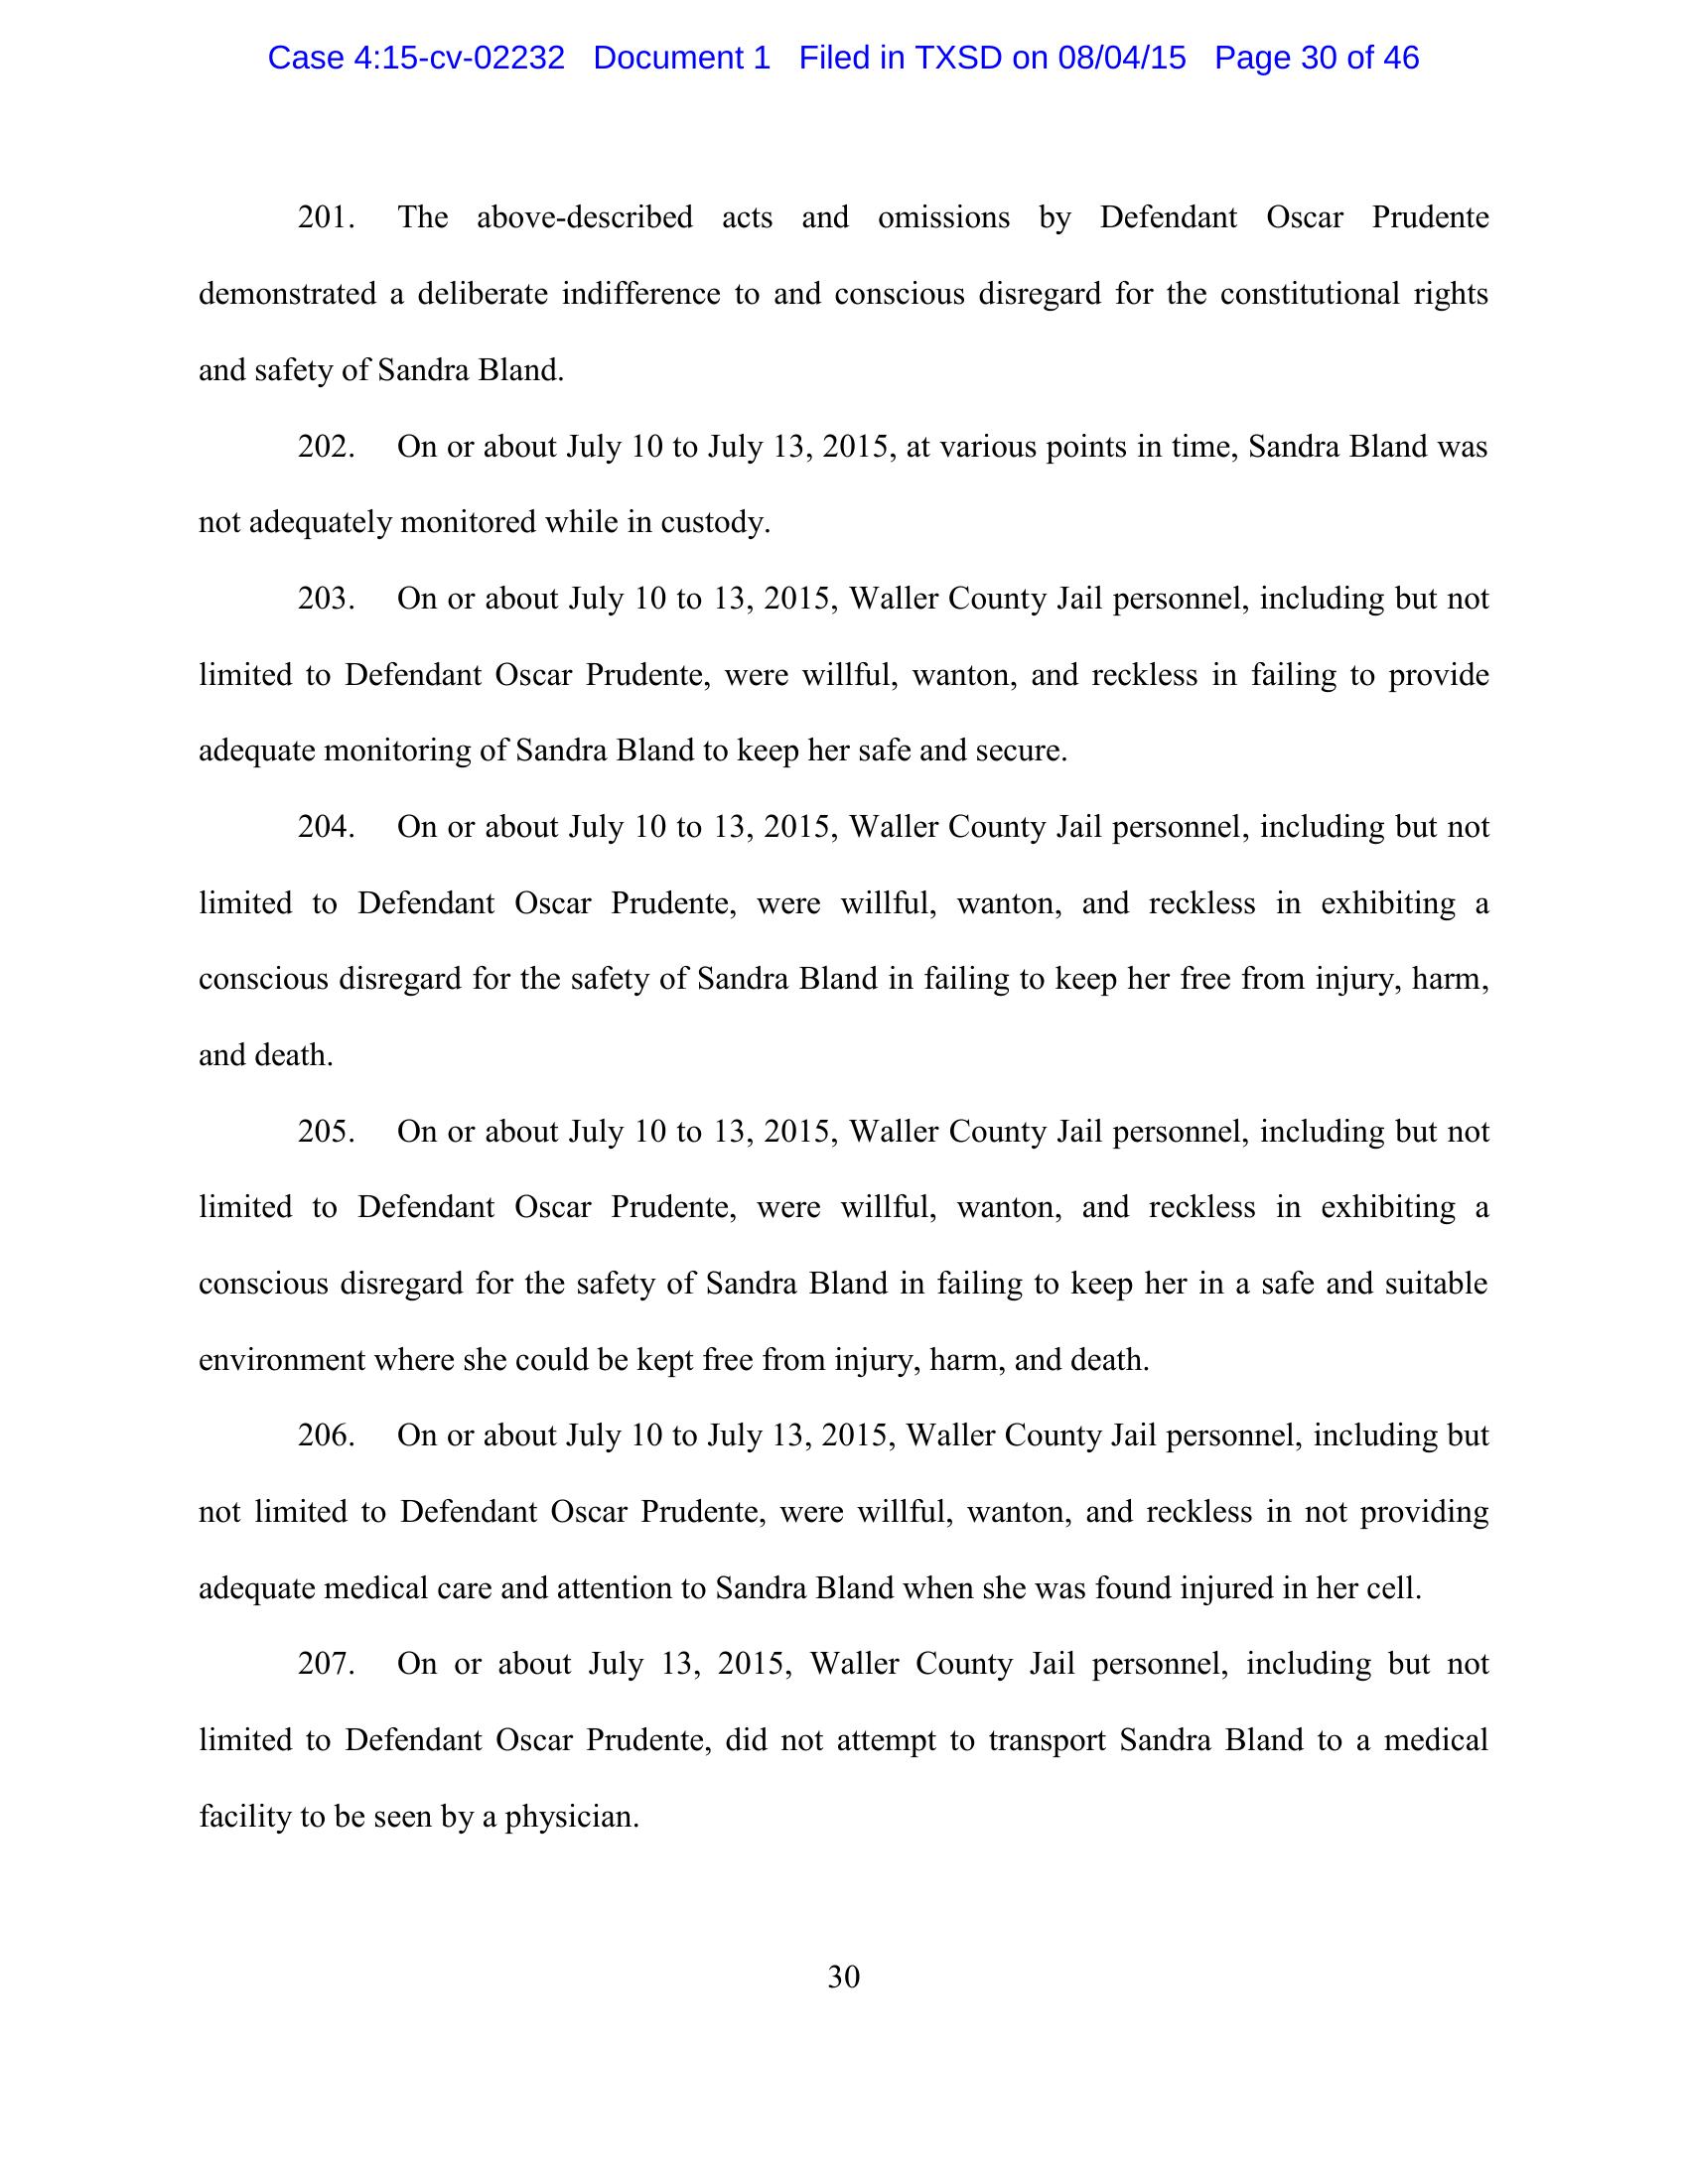 Case 4:15-cv-02232 Document 1 Filed in TXSD on 08/04/15 Page 30 of 46
201. The above-described acts and omissions by Defendant Oscar Prudente
demonstrated a deliberate indifference to and conscious disregard for the constitutional rights
and safety of Sandra Bland.
202. On or about July 10 to July 13, 2015, at various points in time, Sandra Bland was
not adequately monitored while in custody.
203. On or about July 10 to 13, 2015, Waller County Jail personnel, including but not
limited to Defendant Oscar Prudente, were willful, wanton, and reckless in failing to provide
adequate monitoring of Sandra Bland to keep her safe and secure.
204. On or about July 10 to 13, 2015, Waller County Jail personnel, including but not
limited to Defendant Oscar Prudente, were willful, wanton, and reckless in exhibiting a
conscious disregard for the safety of Sandra Bland in failing to keep her free from injury, harm,
and death.
205. On or about July 10 to 13, 2015, Waller County Jail personnel, including but not
limited to Defendant Oscar Prudente, were willful, wanton, and reckless in exhibiting a
conscious disregard for the safety of Sandra Bland in failing to keep her in a safe and suitable
environment where she could be kept free from injury, harm, and death.
206. On or about July 10 to July 13, 2015, Waller County Jail personnel, including but
not limited to Defendant Oscar Prudente, were willful, wanton, and reckless in not providing
adequate medical care and attention to Sandra Bland when she was found injured in her cell.
207. On or about July 13, 2015, Waller County Jail personnel, including but not
limited to Defendant Oscar Prudente, did not attempt to transport Sandra Bland to a medical
facility to be seen by a physician.
30